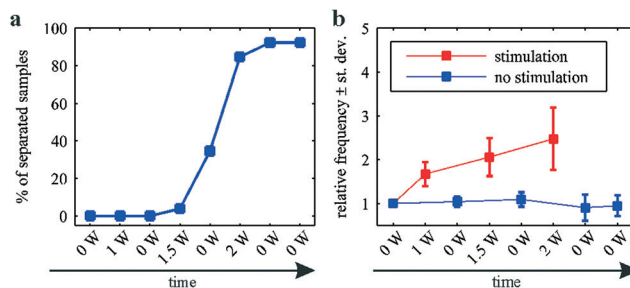 a
% of separated samples
100
80
60
40
20
0
0 W
1 W
0 W
1.5 W
0 W
2 W
0 W
0 W
time
b
relative frequency ± st. dev.
5
4
3
2
1
stimulation
no stimulation
0 W
1 W
0 W
1.5 W
0 W
2 W
0 W
0 W
time